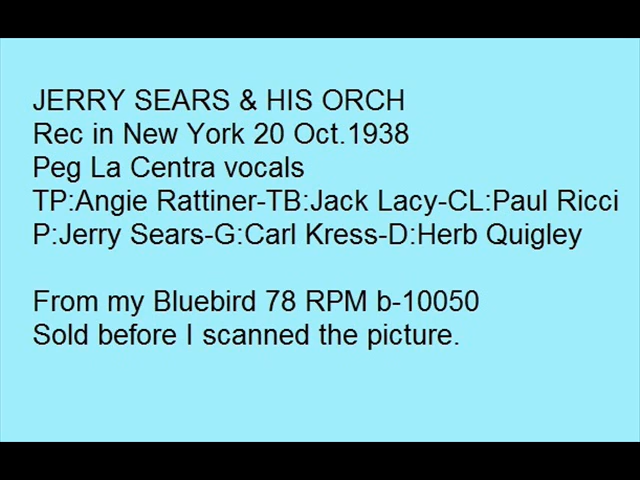 JERRY SEARS & HIS ORCH
Rec in New York 20 Oct.1938
Peg La Centra vocals
TP:Angie Rattiner-TB:Jack Lacy-CL:Paul Ricci
P:Jerry Sears-G:Carl Kress-D:Herb Quigley
From my Bluebird 78 RPM b-10050
Sold before I scanned the picture.